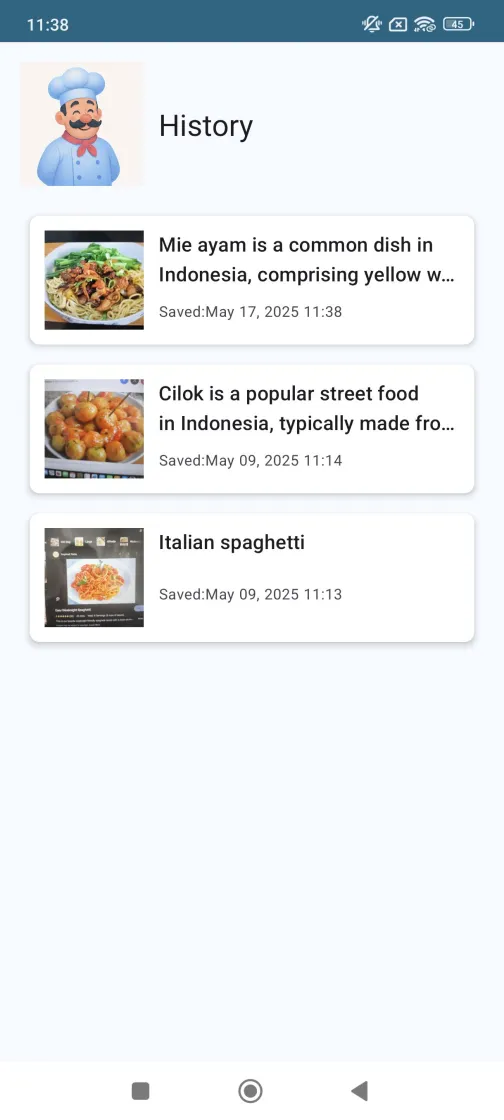 11:38
45
History
Mie ayam is a common dish in
Indonesia, comprising yellow w...
Saved:May 17, 2025 11:38
Cilok is a popular street food
in Indonesia, typically made fro...
Saved:May 09, 2025 11:14
Italian spaghetti
Saved:May 09, 2025 11:13